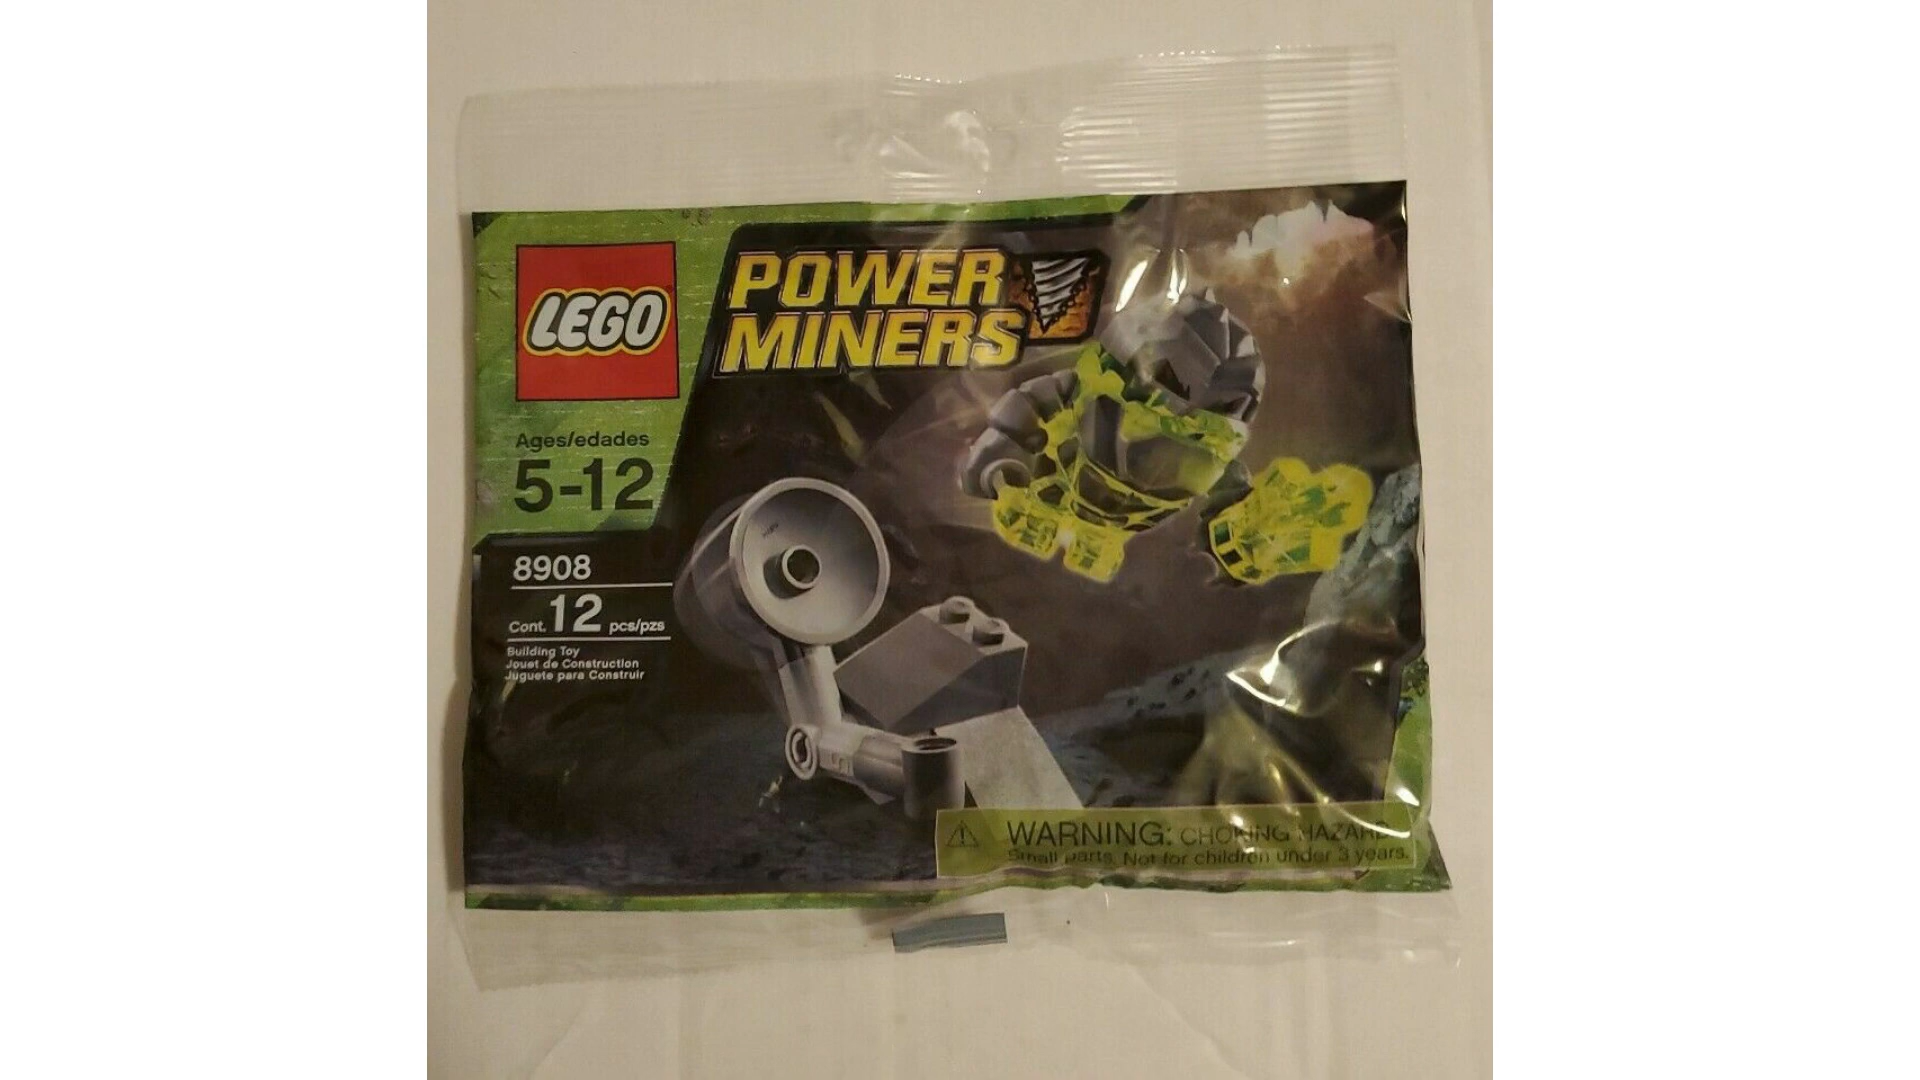 LEGO
POWER
MINERS
Ages/edades
5-12
8908
Cont. 12 pcs/pzs
Building Toy
Jouet de Construction
Juguete para Construir
WARNING: CHOKING HAZARD
Small parts. Not for children under 3 years.